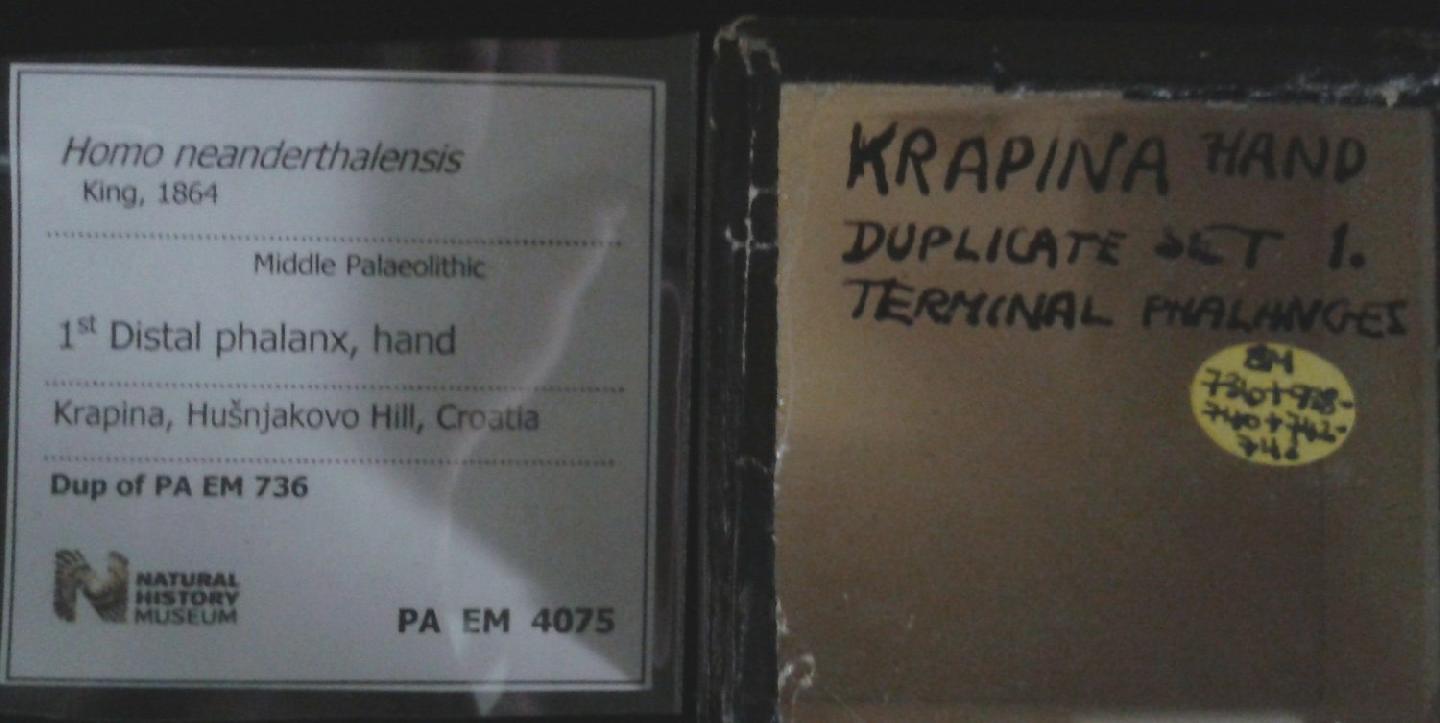 Homo neanderthalensis
King, 1864
Middle Palaeolithic
1st Distal phalanx, hand
Krapina, Hušnjakovo Hill, Croatia
Dup of PA EM 736
NATURAL
HISTORY
MUSEUM
PA EM 4075
KRAPINA HAND
DUPLICATE SET 1.
TERMINAL PHALANGES
EM